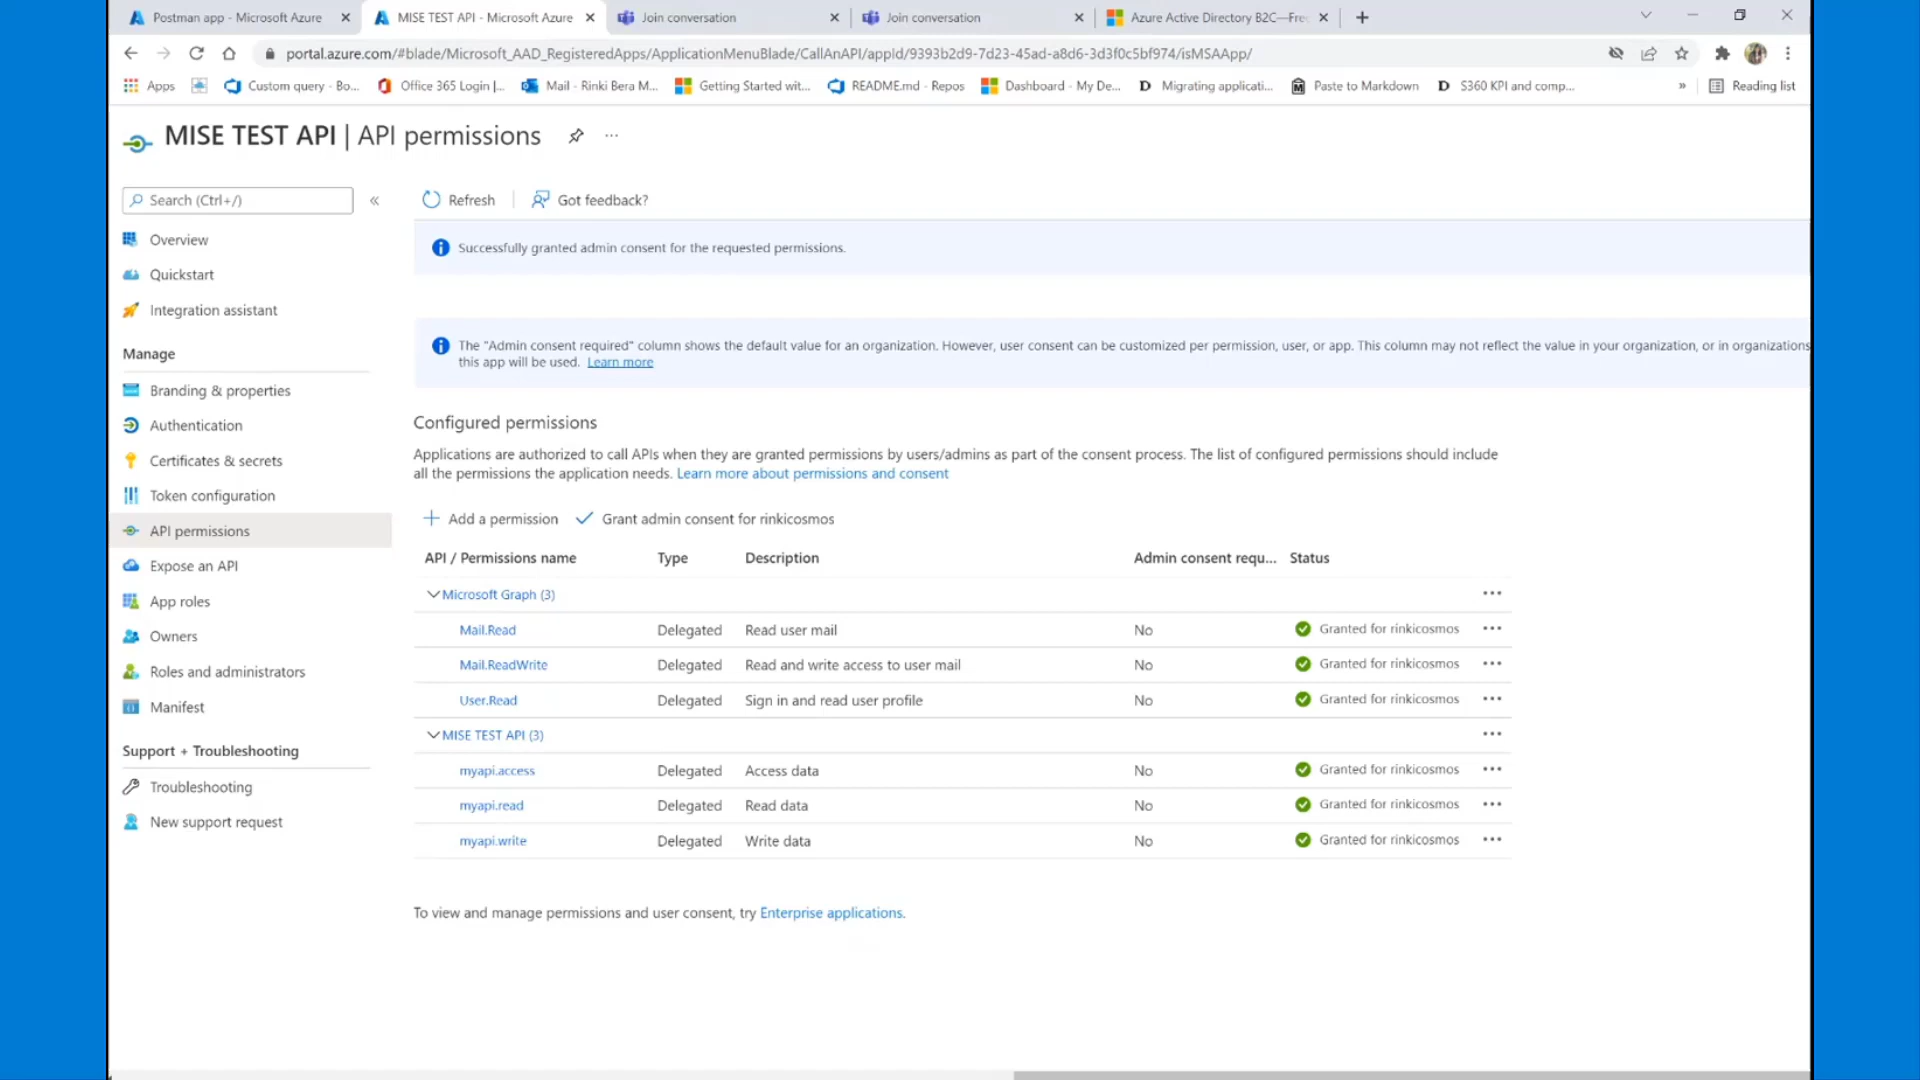 Postman app - Microsoft Azure
MISE TEST API - Microsoft Azure
Join conversation
Join conversation
Azure Active Directory B2C—Fre
portal.azure.com/#blade/Microsoft_AAD_RegisteredApps/ApplicationMenuBlade/CallAnAPI/appId/9393b2d9-7d23-45ad-a8d6-3d3f0c5bf974/isMSAApp/
Apps
Custom query - Bo...
Office 365 Login |...
Mail - Rinki Bera M...
Getting Started wit...
README.md - Repos
Dashboard - My De...
Migrating applicati...
Paste to Markdown
S360 KPI and comp...
»
Reading list
MISE TEST API | API permissions
...
Search (Ctrl+/)
«
Refresh
Got feedback?
Overview
Quickstart
Integration assistant
Manage
Branding & properties
Authentication
Certificates & secrets
Token configuration
API permissions
Expose an API
App roles
Owners
Roles and administrators
Manifest
Support + Troubleshooting
Troubleshooting
New support request
Successfully granted admin consent for the requested permissions.
The "Admin consent required" column shows the default value for an organization. However, user consent can be customized per permission, user, or app. This column may not reflect the value in your organization, or in organizations
this app will be used. Learn more
Configured permissions
Applications are authorized to call APIs when they are granted permissions by users/admins as part of the consent process. The list of configured permissions should include
all the permissions the application needs. Learn more about permissions and consent
Add a permission
Grant admin consent for rinkicosmos
API / Permissions name Type Description Admin consent requ... Status
Microsoft Graph (3) ...
Mail.Read Delegated Read user mail No Granted for rinkicosmos ...
Mail.ReadWrite Delegated Read and write access to user mail No Granted for rinkicosmos ...
User.Read Delegated Sign in and read user profile No Granted for rinkicosmos ...
MISE TEST API (3) ...
myapi.access Delegated Access data No Granted for rinkicosmos ...
myapi.read Delegated Read data No Granted for rinkicosmos ...
myapi.write Delegated Write data No Granted for rinkicosmos ...
To view and manage permissions and user consent, try Enterprise applications.